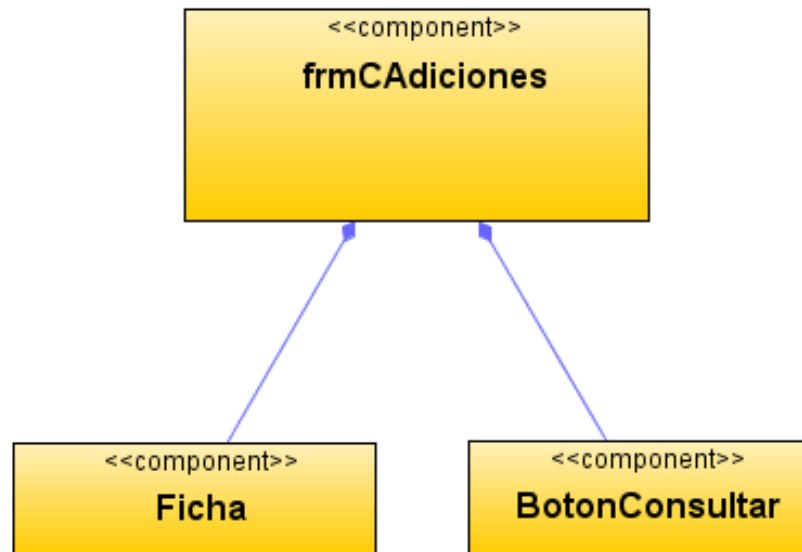 <<component>>
frmCAdiciones
<<component>>
Ficha
<<component>>
BotonConsultar